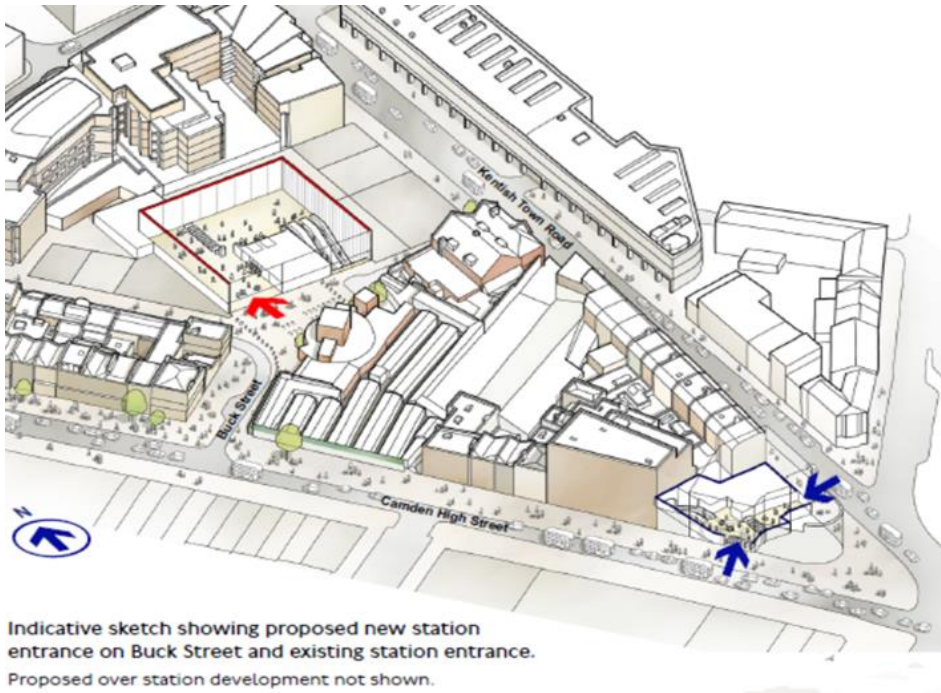 Kentish Town Road
Buck Street
Camden High Street
N
Indicative sketch showing proposed new station
entrance on Buck Street and existing station entrance.
Proposed over station development not shown.